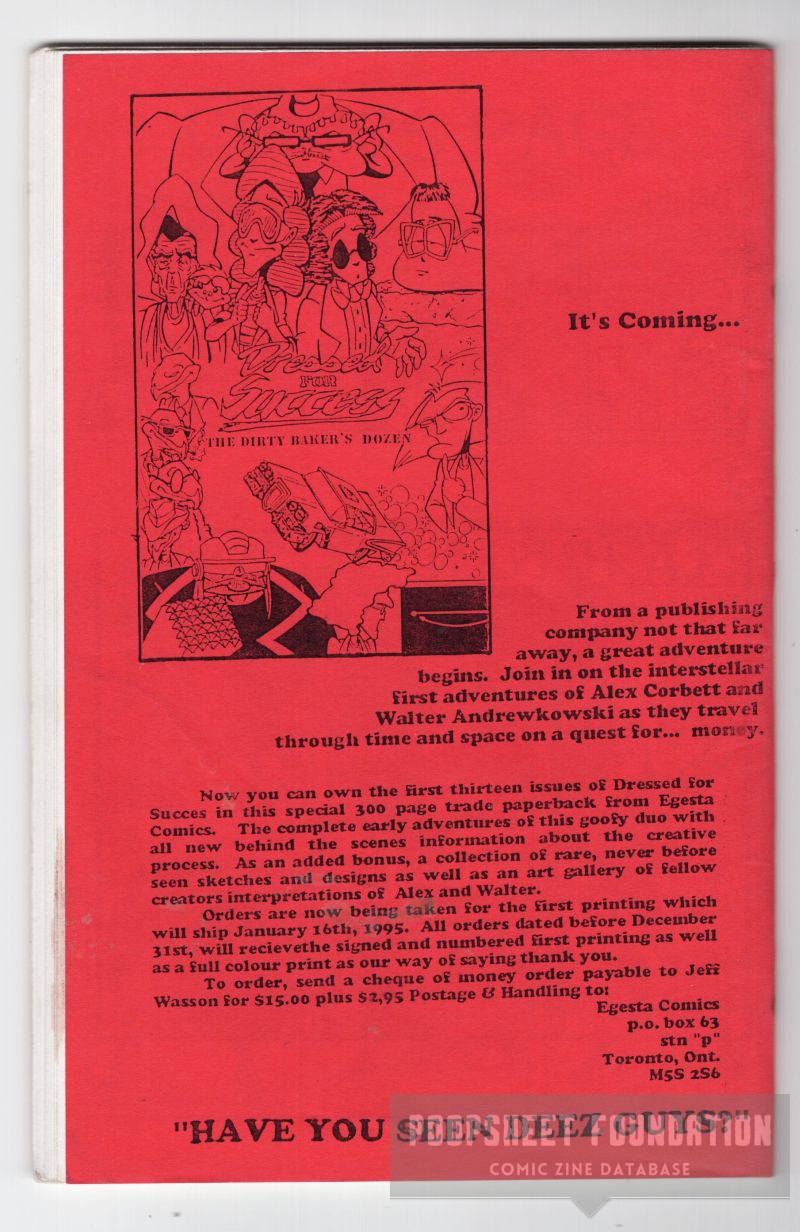 Dressed
FOR
Success
THE DIRTY BAKER'S DOZEN
It's Coming...
From a publishing
company not that far
away, a great adventure
begins. Join in on the interstellar
first adventures of Alex Corbett and
Walter Andrewkowski as they travel
through time and space on a quest for... money.
Now you can own the first thirteen issues of Dressed for
Succes in this special 300 page trade paperback from Egesta
Comics. The complete early adventures of this goofy duo with
all new behind the scenes information about the creative
process. As an added bonus, a collection of rare, never before
seen sketches and designs as well as an art gallery of fellow
creators interpretations of Alex and Walter.
Orders are now being taken for the first printing which
will ship January 16th, 1995. All orders dated before December
31st, will recievethe signed and numbered first printing as well
as a full colour print as our way of saying thank you.
To order, send a cheque of money order payable to Jeff
Wasson for $15.00 plus $2,95 Postage & Handling to:
Egesta Comics
p.o. box 63
stn "p"
Toronto, Ont.
M5S 2S6
"HAVE YOU SEEN DEEZ GUYS?"
POOPSHEET FOUNDATION
COMIC ZINE DATABASE